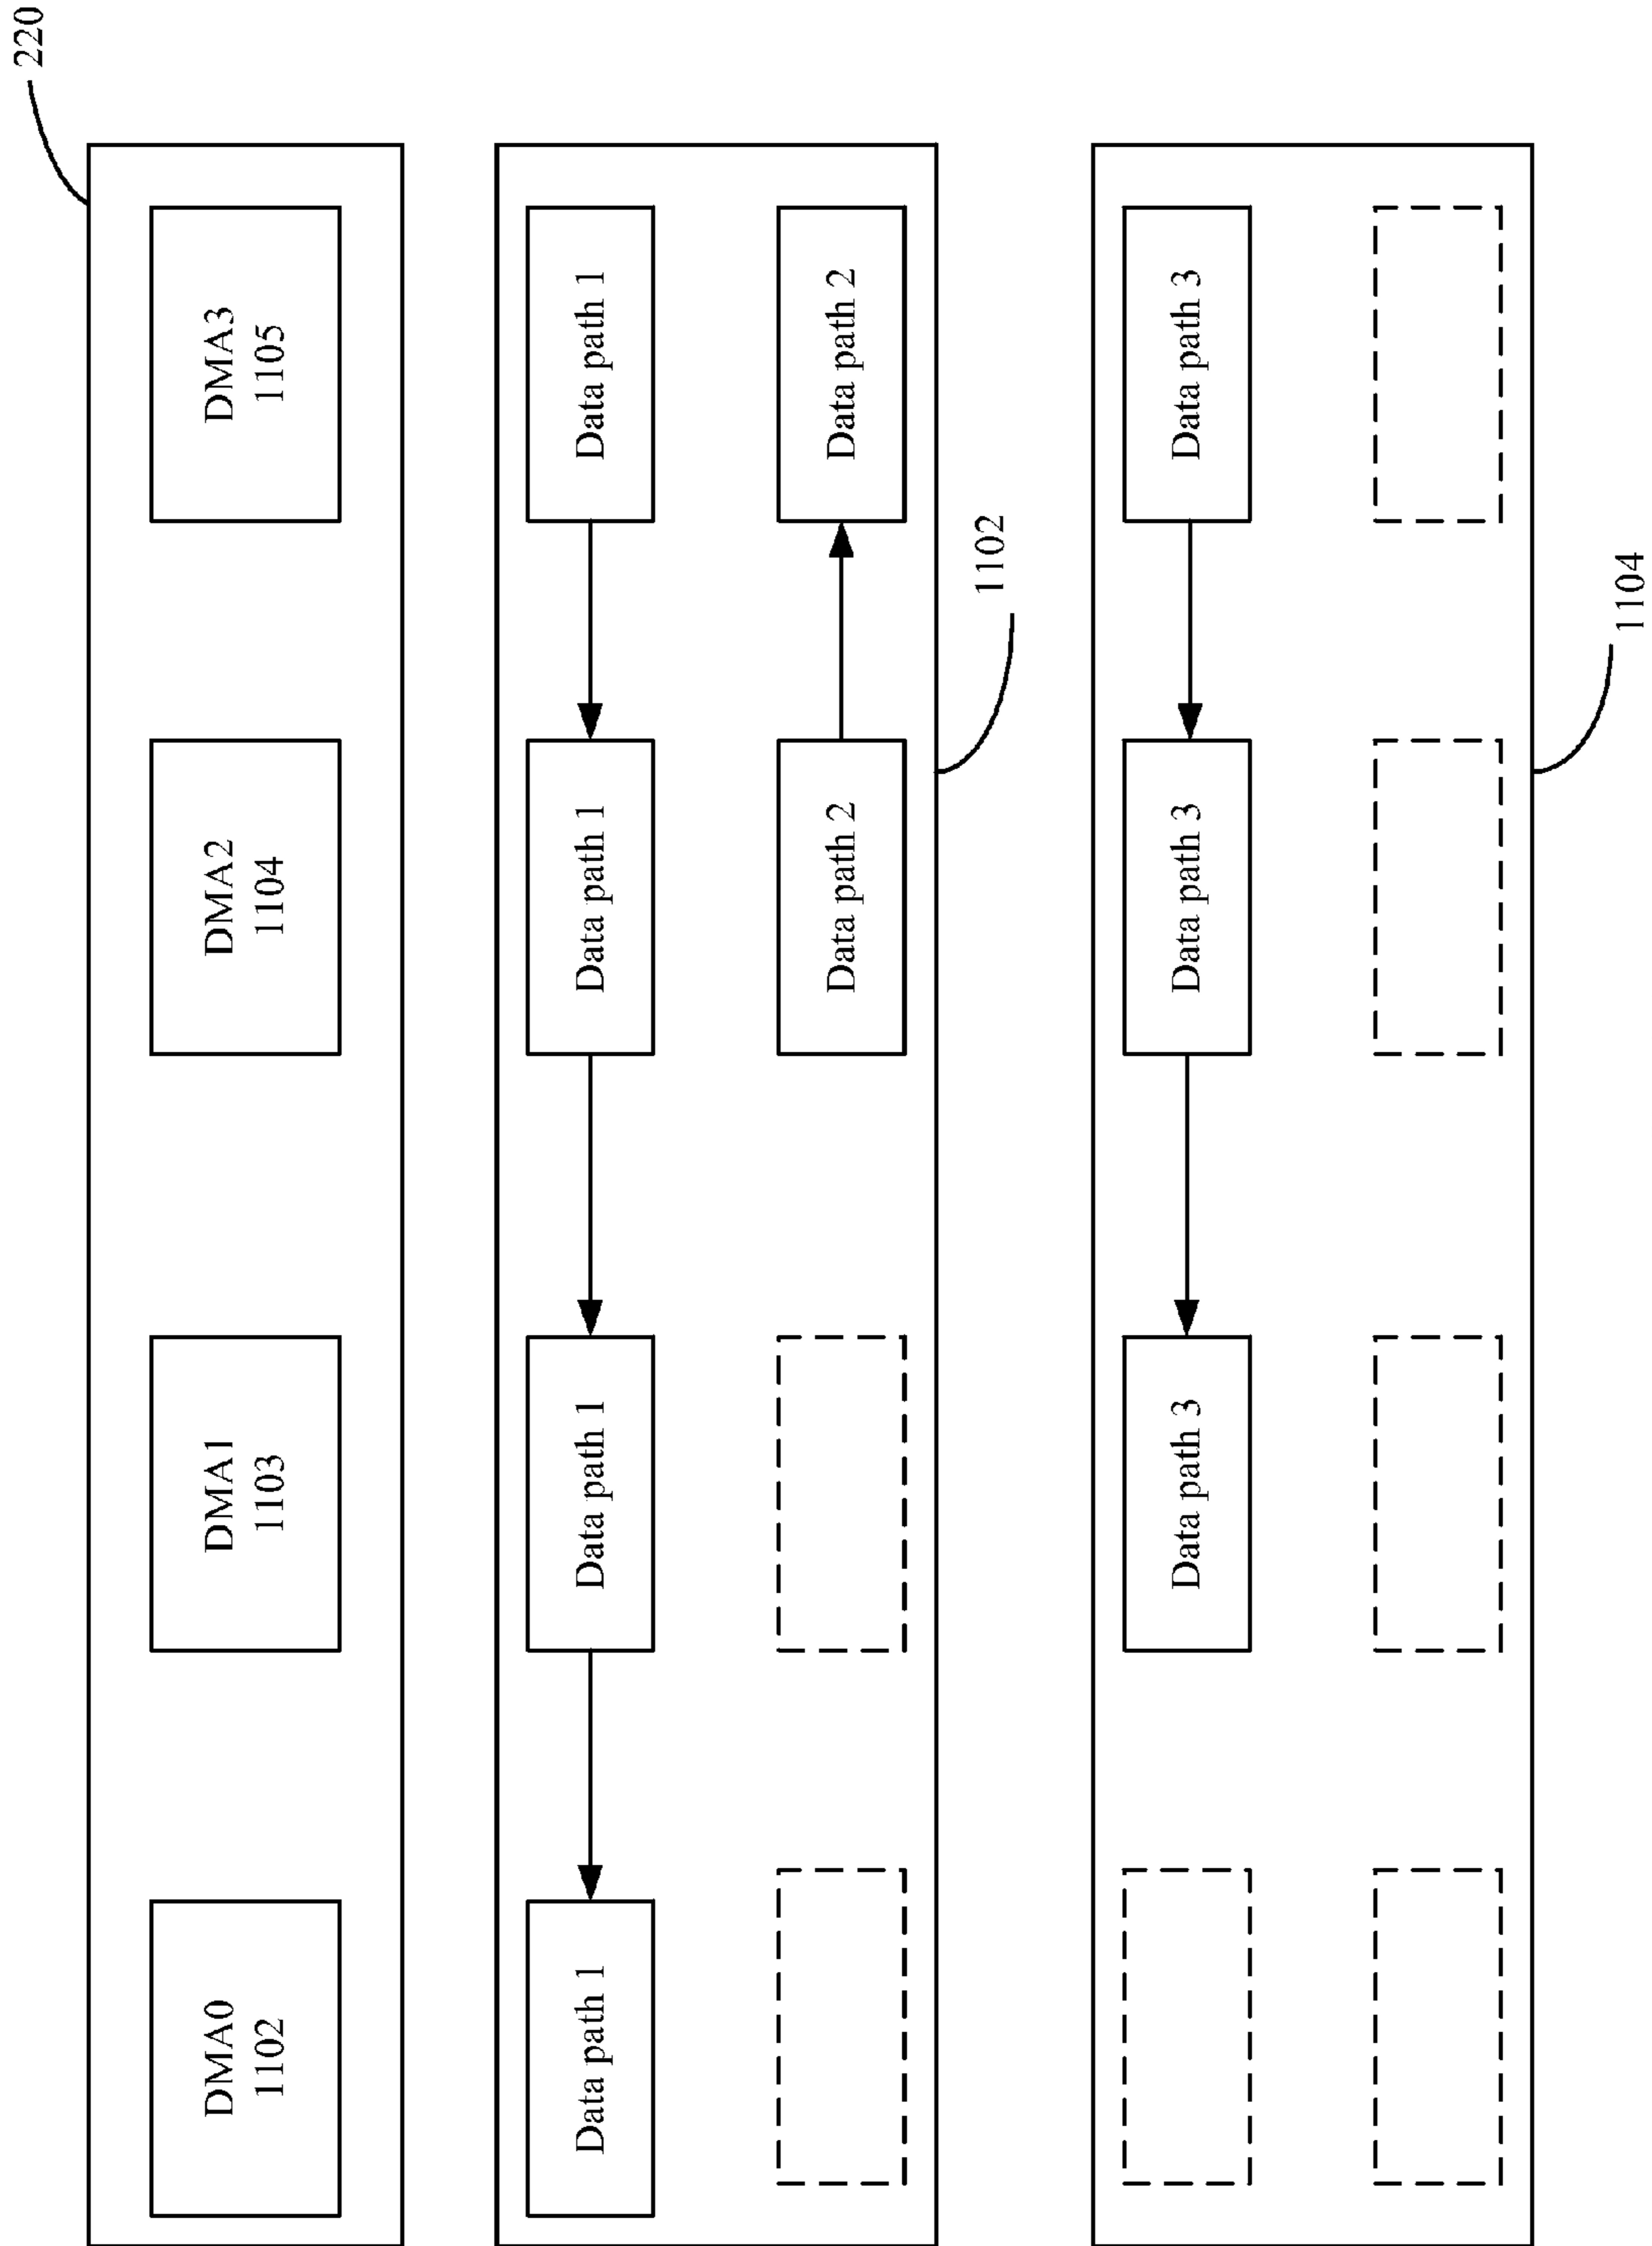 220
DMA0
1102
DMA1
1103
DMA2
1104
DMA3
1105
Data path 1
Data path 1
Data path 1
Data path 1
Data path 2
Data path 2
1102
Data path 3
Data path 3
Data path 3
1104